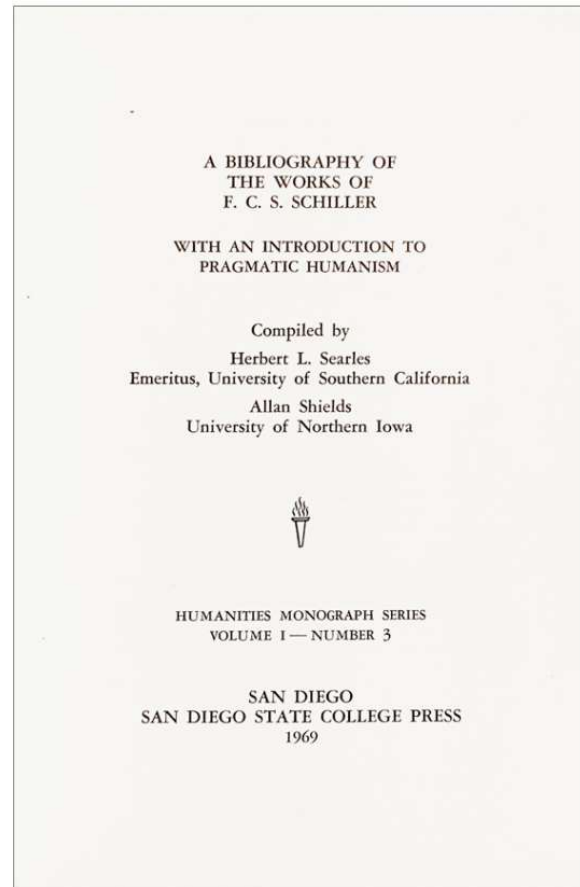 A BIBLIOGRAPHY OF
THE WORKS OF
F. C. S. SCHILLER
WITH AN INTRODUCTION TO
PRAGMATIC HUMANISM
Compiled by
Herbert L. Searles
Emeritus, University of Southern California
Allan Shields
University of Northern Iowa
HUMANITIES MONOGRAPH SERIES
VOLUME I — NUMBER 3
SAN DIEGO
SAN DIEGO STATE COLLEGE PRESS
1969